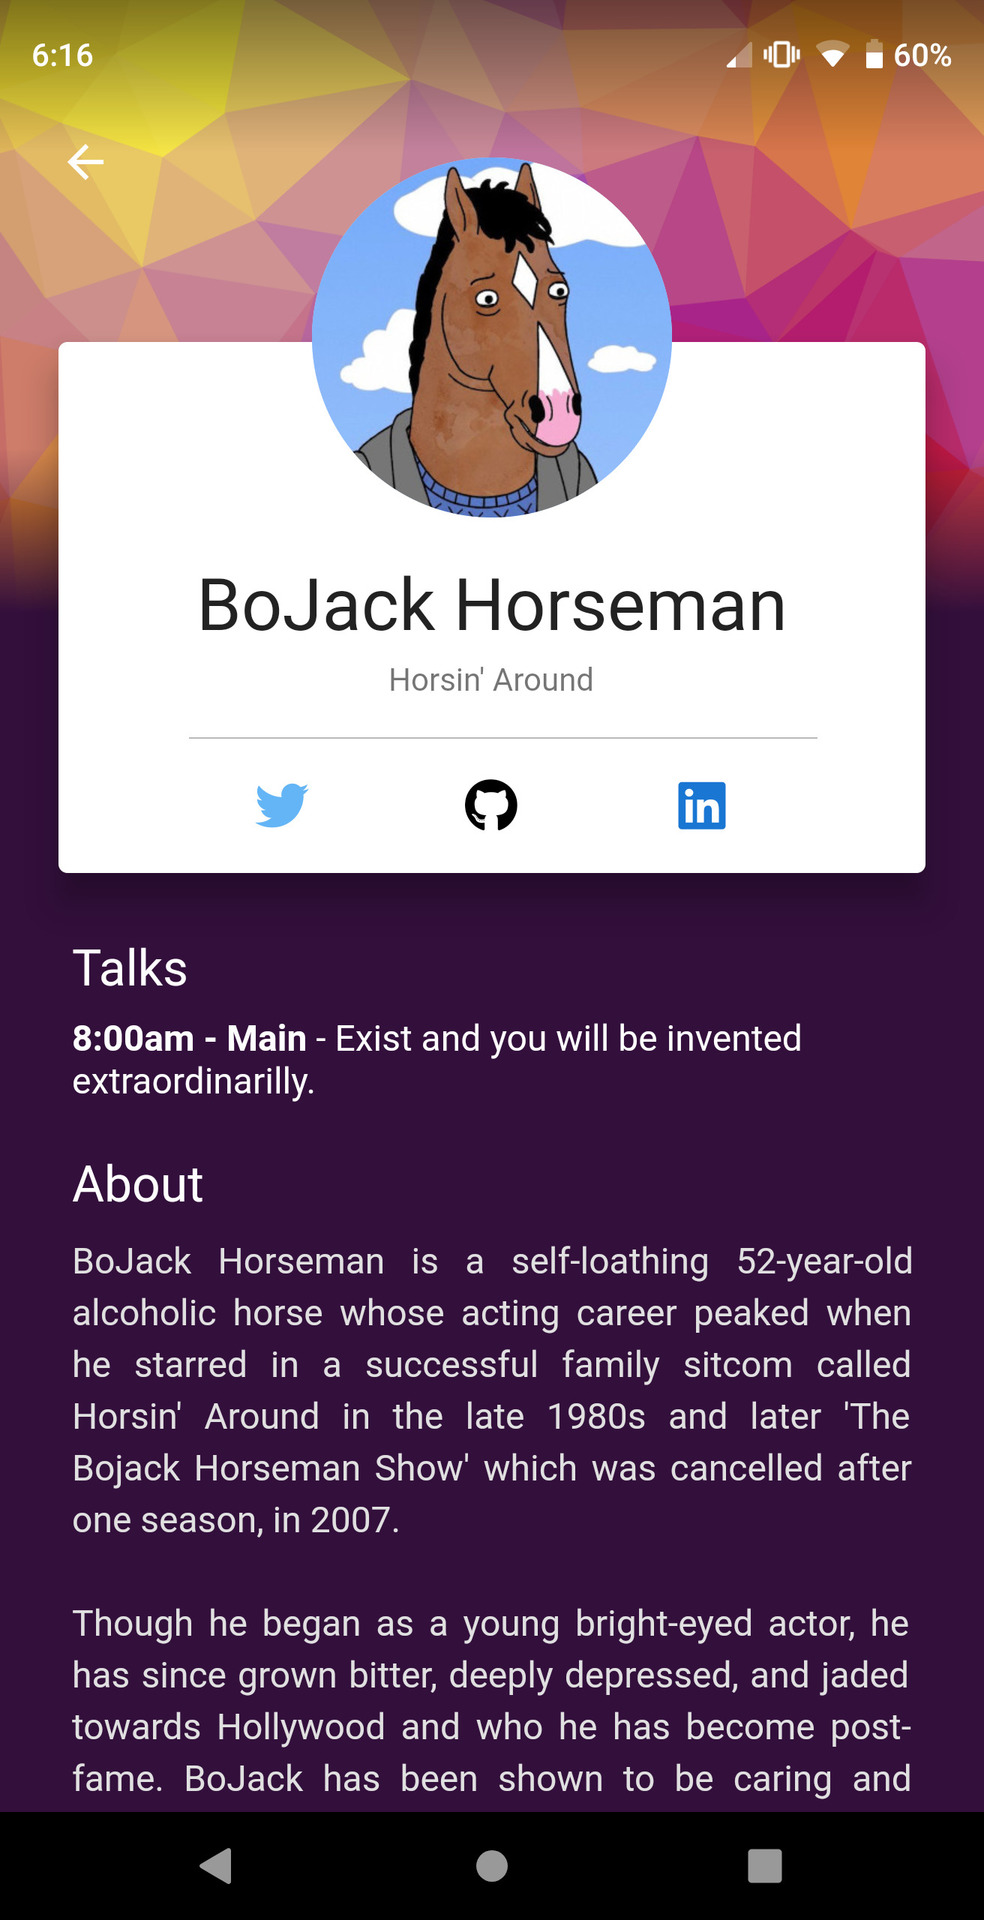 6:16
60%
BoJack Horseman
Horsin' Around
in
Talks
8:00am - Main - Exist and you will be invented
extraordinarilly.
About
BoJack Horseman is a self-loathing 52-year-old
alcoholic horse whose acting career peaked when
he starred in a successful family sitcom called
Horsin' Around in the late 1980s and later 'The
Bojack Horseman Show' which was cancelled after
one season, in 2007.
Though he began as a young bright-eyed actor, he
has since grown bitter, deeply depressed, and jaded
towards Hollywood and who he has become post-
fame. BoJack has been shown to be caring and